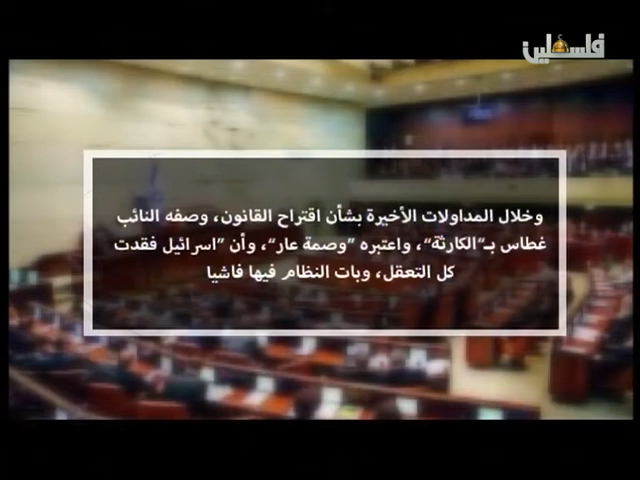 فلسطين
وخلال المداولات الأخيرة بشأن اقتراح القانون، وصفه النائب
غطاس بـ"الكارثة"، واعتبره "وصمة عار"، وأن "اسرائيل فقدت
كل التعقل، وبات النظام فيها فاشيا